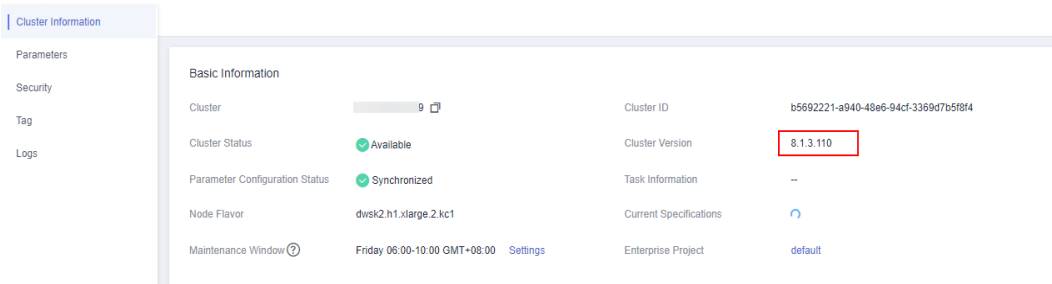 Cluster Information
Parameters
Security
Tag
Logs
Basic Information
Cluster 9 Cluster ID b5692221-a940-48e6-94cf-3369d7b5f8f4
Cluster Status Available Cluster Version 8.1.3.110
Parameter Configuration Status Synchronized Task Information --
Node Flavor dwsk2.h1.xlarge.2.kc1 Current Specifications
Maintenance Window ? Friday 06:00-10:00 GMT+08:00 Settings Enterprise Project default